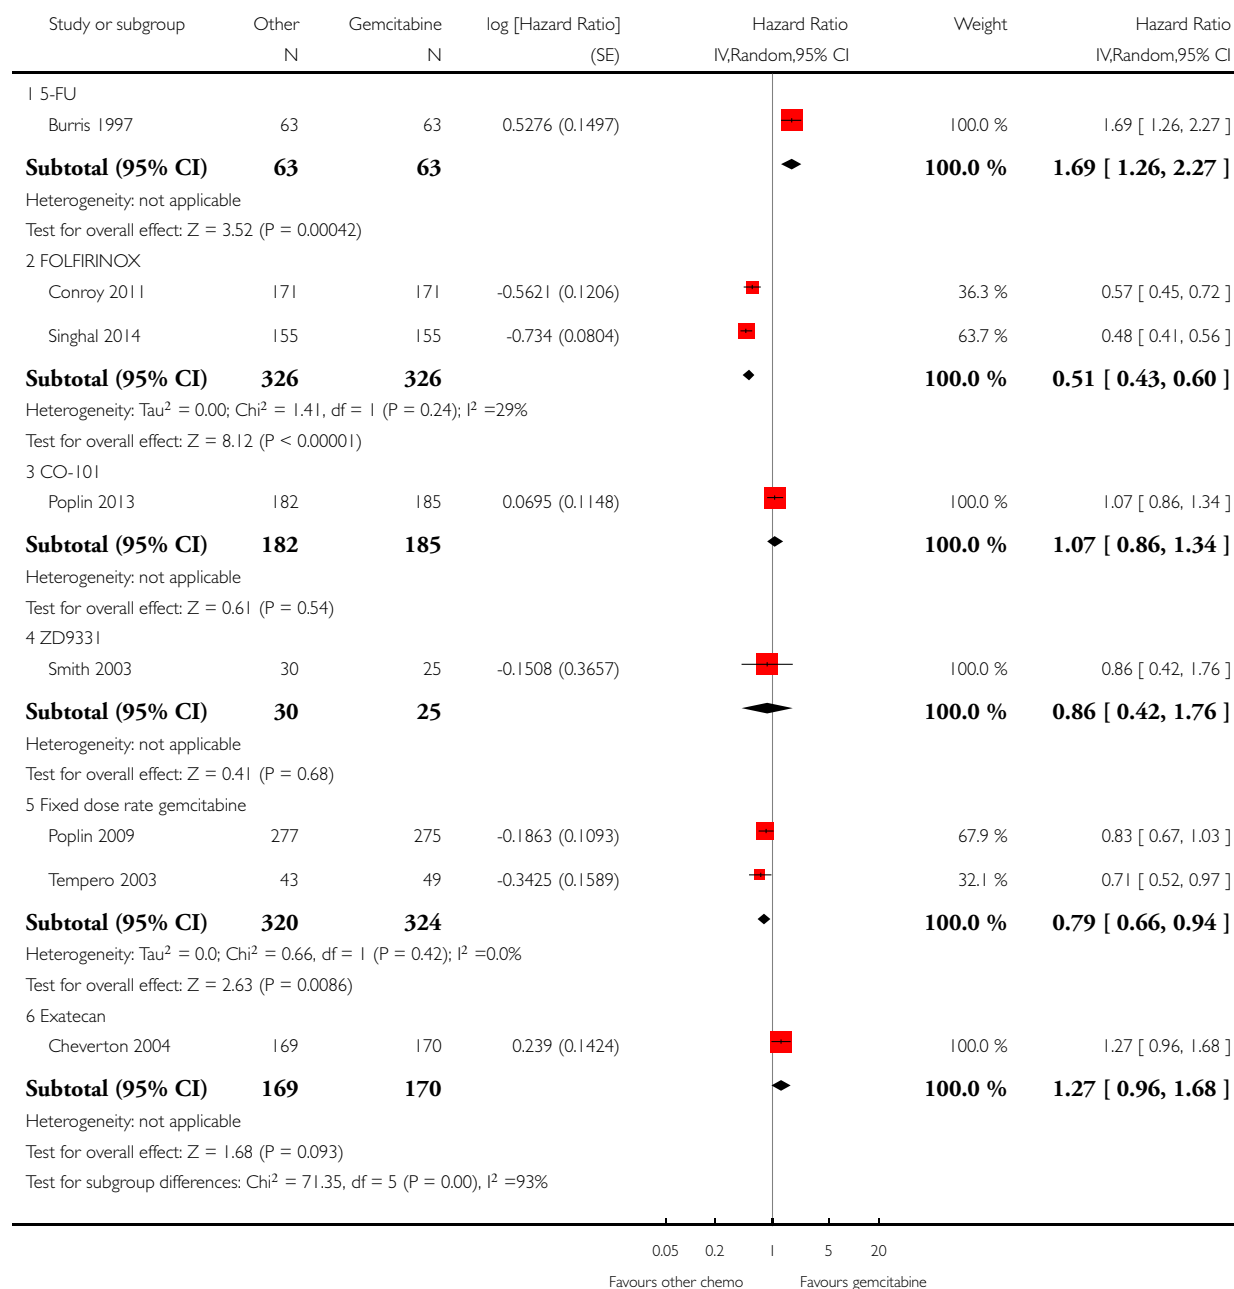 Study or subgroup Other Gemcitabine log [Hazard Ratio] Hazard Ratio Weight Hazard Ratio
N N (SE) IV,Random,95% CI IV,Random,95% CI
1 5-FU
Burris 1997 63 63 0.5276 (0.1497) 100.0 % 1.69 [ 1.26, 2.27 ]
Subtotal (95% CI) 63 63 100.0 % 1.69 [ 1.26, 2.27 ]
Heterogeneity: not applicable
Test for overall effect: Z = 3.52 (P = 0.00042)
2 FOLFIRINOX
Conroy 2011 171 171 -0.5621 (0.1206) 36.3 % 0.57 [ 0.45, 0.72 ]
Singhal 2014 155 155 -0.734 (0.0804) 63.7 % 0.48 [ 0.41, 0.56 ]
Subtotal (95% CI) 326 326 100.0 % 0.51 [ 0.43, 0.60 ]
Heterogeneity: Tau² = 0.00; Chi² = 1.41, df = 1 (P = 0.24); I² =29%
Test for overall effect: Z = 8.12 (P < 0.00001)
3 CO-101
Poplin 2013 182 185 0.0695 (0.1148) 100.0 % 1.07 [ 0.86, 1.34 ]
Subtotal (95% CI) 182 185 100.0 % 1.07 [ 0.86, 1.34 ]
Heterogeneity: not applicable
Test for overall effect: Z = 0.61 (P = 0.54)
4 ZD9331
Smith 2003 30 25 -0.1508 (0.3657) 100.0 % 0.86 [ 0.42, 1.76 ]
Subtotal (95% CI) 30 25 100.0 % 0.86 [ 0.42, 1.76 ]
Heterogeneity: not applicable
Test for overall effect: Z = 0.41 (P = 0.68)
5 Fixed dose rate gemcitabine
Poplin 2009 277 275 -0.1863 (0.1093) 67.9 % 0.83 [ 0.67, 1.03 ]
Tempero 2003 43 49 -0.3425 (0.1589) 32.1 % 0.71 [ 0.52, 0.97 ]
Subtotal (95% CI) 320 324 100.0 % 0.79 [ 0.66, 0.94 ]
Heterogeneity: Tau² = 0.0; Chi² = 0.66, df = 1 (P = 0.42); I² =0.0%
Test for overall effect: Z = 2.63 (P = 0.0086)
6 Exatecan
Cheverton 2004 169 170 0.239 (0.1424) 100.0 % 1.27 [ 0.96, 1.68 ]
Subtotal (95% CI) 169 170 100.0 % 1.27 [ 0.96, 1.68 ]
Heterogeneity: not applicable
Test for overall effect: Z = 1.68 (P = 0.093)
Test for subgroup differences: Chi² = 71.35, df = 5 (P = 0.00), I² =93%
0.05 0.2 1 5 20
Favours other chemo Favours gemcitabine